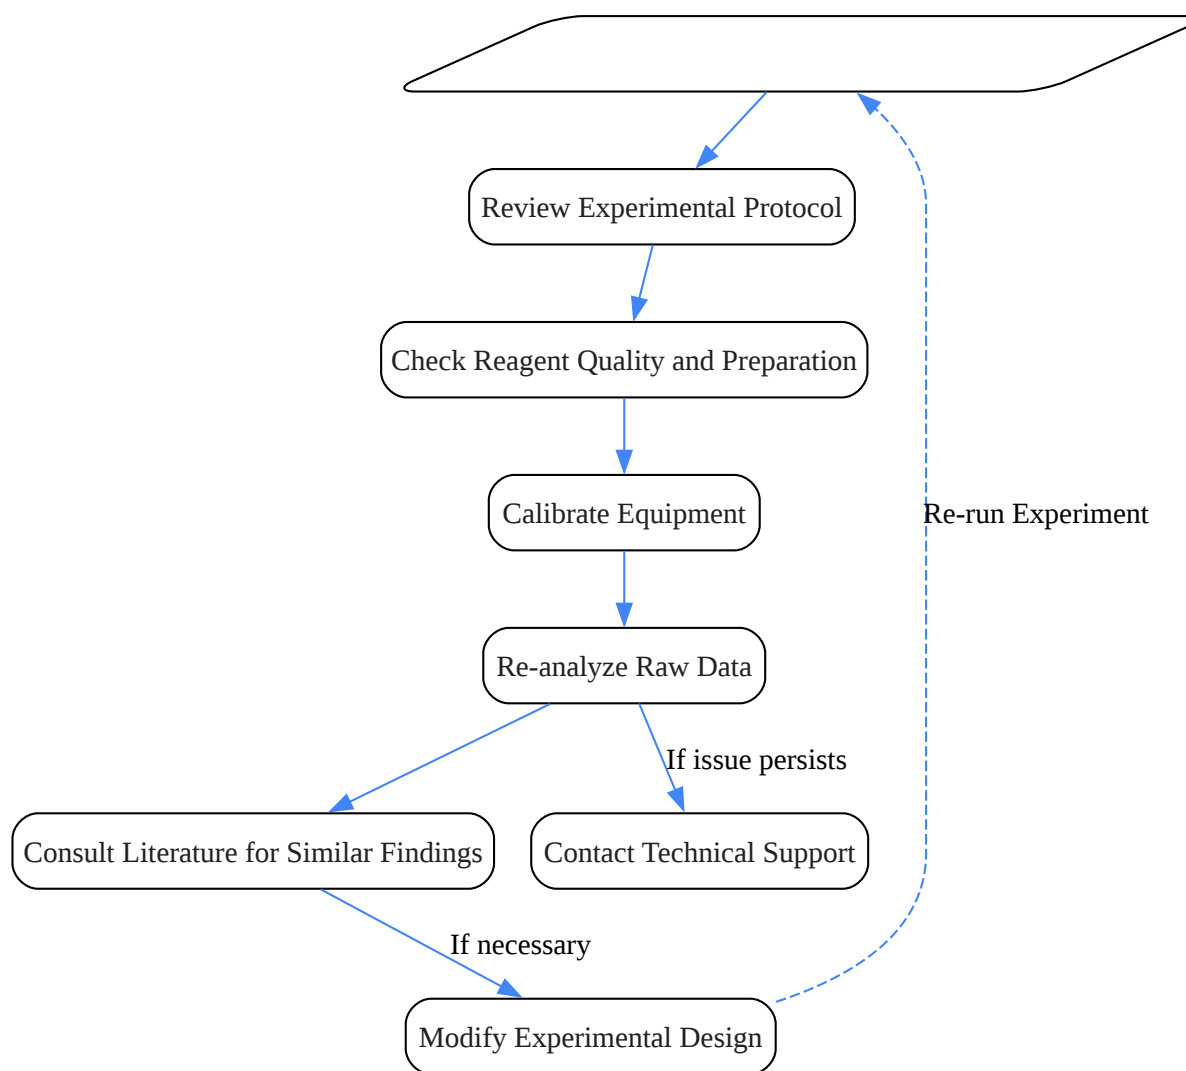 Review Experimental Protocol
Check Reagent Quality and Preparation
Calibrate Equipment
Re-run Experiment
Re-analyze Raw Data
If issue persists
Consult Literature for Similar Findings
Contact Technical Support
If necessary
Modify Experimental Design